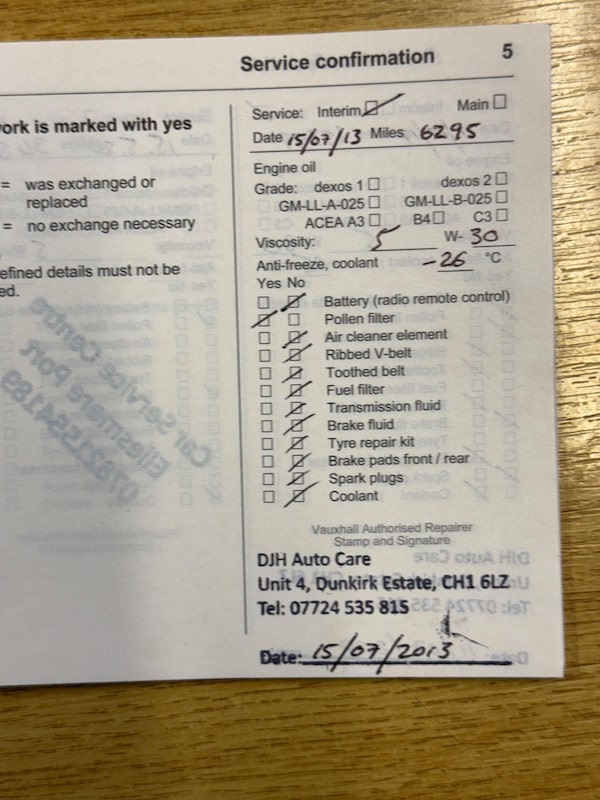 Service confirmation 5
ork is marked with yes
= was exchanged or
replaced
= no exchange necessary
efined details must not be
ed.
Service: Interim Main
Date 15/07/13 Miles 6295
Engine oil
Grade: dexos 1 dexos 2
GM-LL-A-025 GM-LL-B-025
ACEA A3 B4 C3
Viscosity: 5 W- 30
Anti-freeze, coolant -26 °C
Yes No
Battery (radio remote control)
Pollen filter
Air cleaner element
Ribbed V-belt
Toothed belt
Fuel filter
Transmission fluid
Brake fluid
Tyre repair kit
Brake pads front / rear
Spark plugs
Coolant
Vauxhall Authorised Repairer
Stamp and Signature
DJH Auto Care
Unit 4, Dunkirk Estate, CH1 6LZ
Tel: 07724 535 815
Date: 15/07/2013